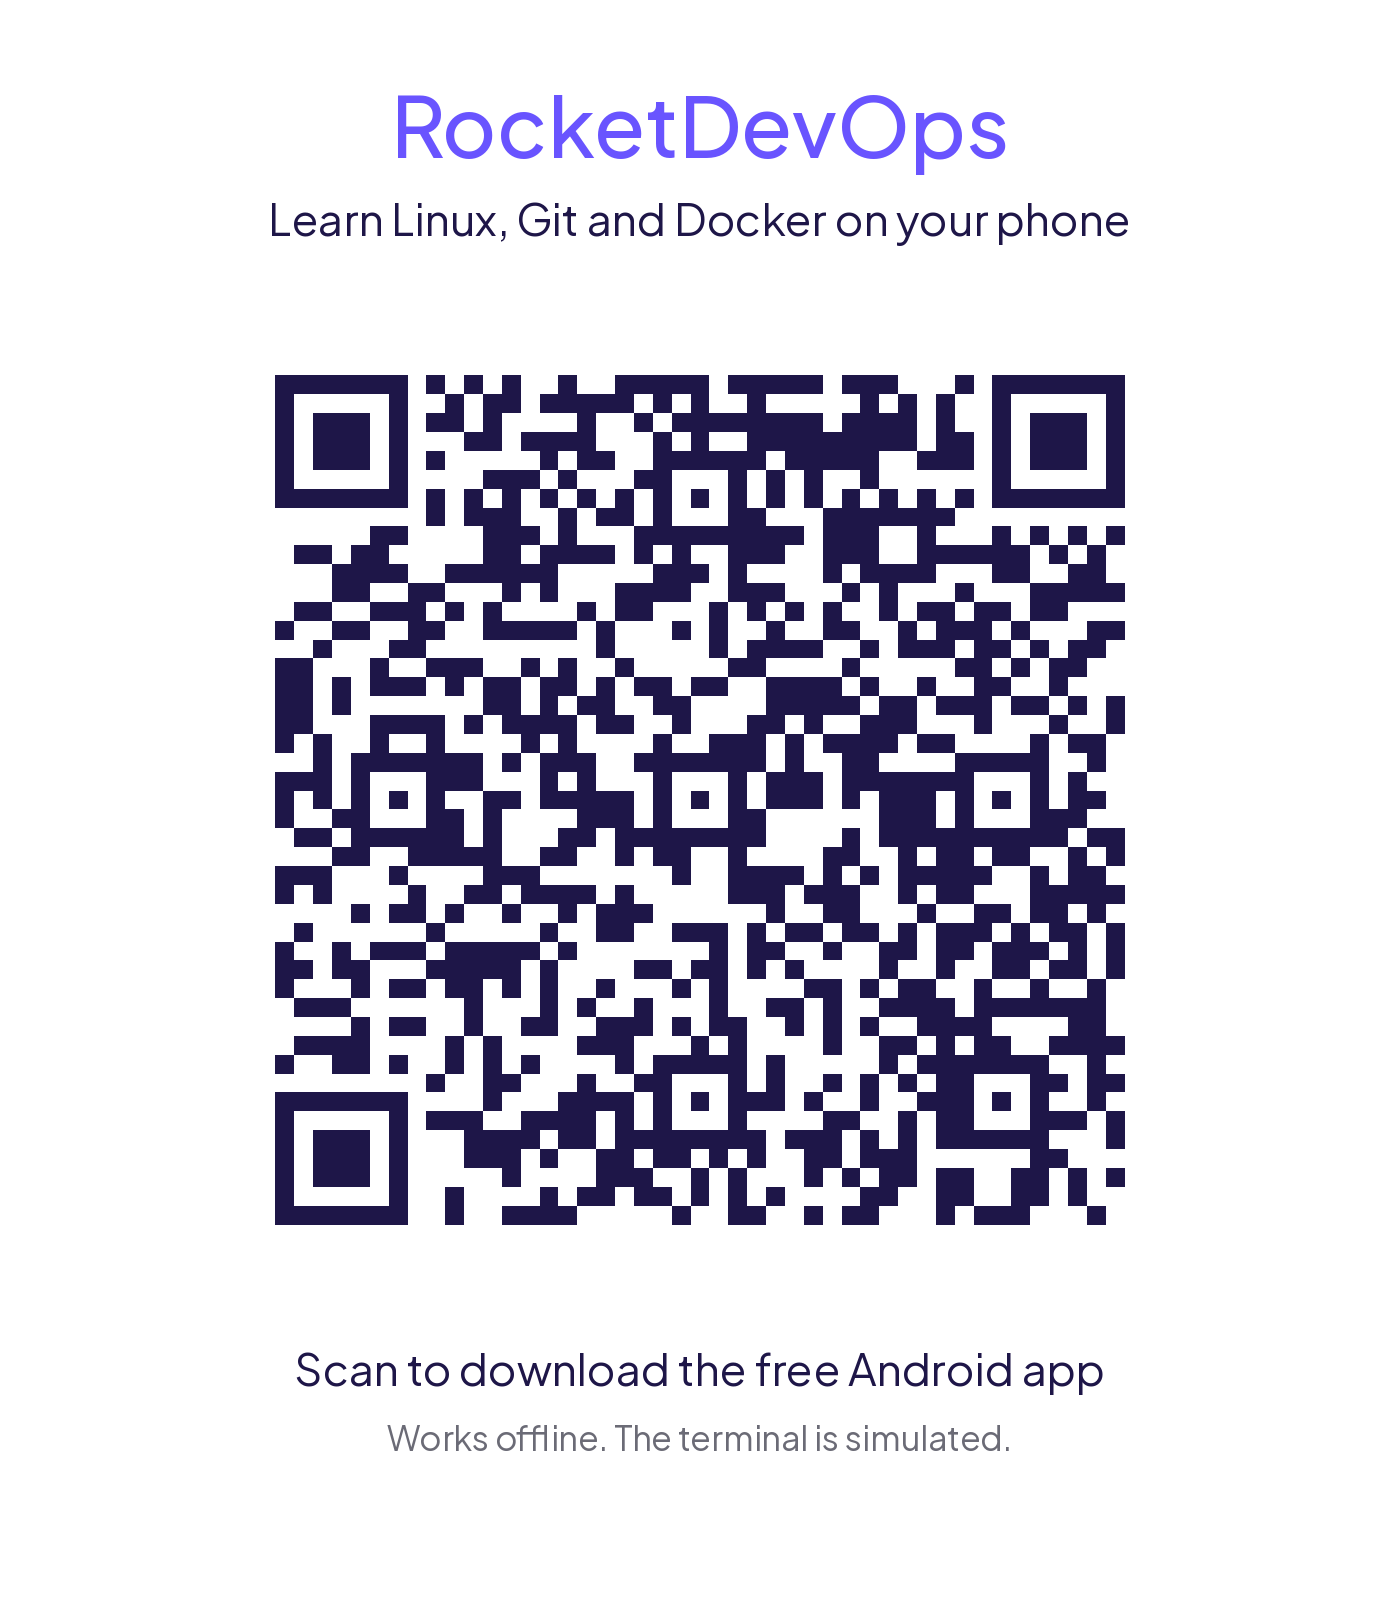 RocketDevOps
Learn Linux, Git and Docker on your phone
Scan to download the free Android app
Works offline. The terminal is simulated.